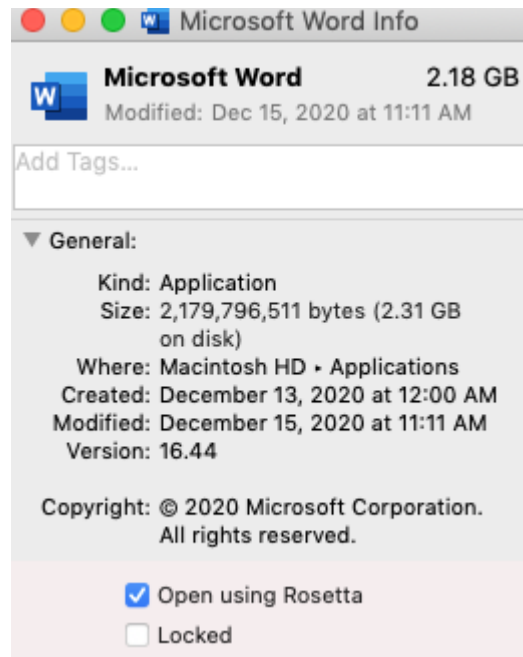 Microsoft Word Info
Microsoft Word 2.18 GB
Modified: Dec 15, 2020 at 11:11 AM
Add Tags...
General:
Kind: Application
Size: 2,179,796,511 bytes (2.31 GB
on disk)
Where: Macintosh HD ▸ Applications
Created: December 13, 2020 at 12:00 AM
Modified: December 15, 2020 at 11:11 AM
Version: 16.44
Copyright: © 2020 Microsoft Corporation.
All rights reserved.
Open using Rosetta
Locked